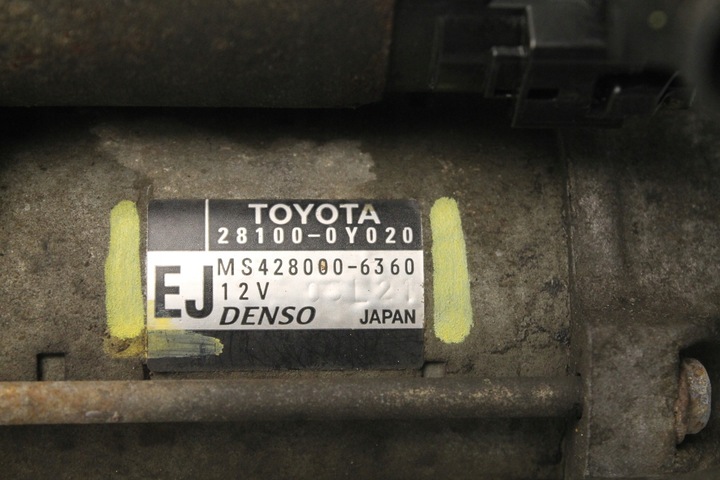 TOYOTA
28100-0Y020
EJ
MS428000-6360
12V
DENSO JAPAN